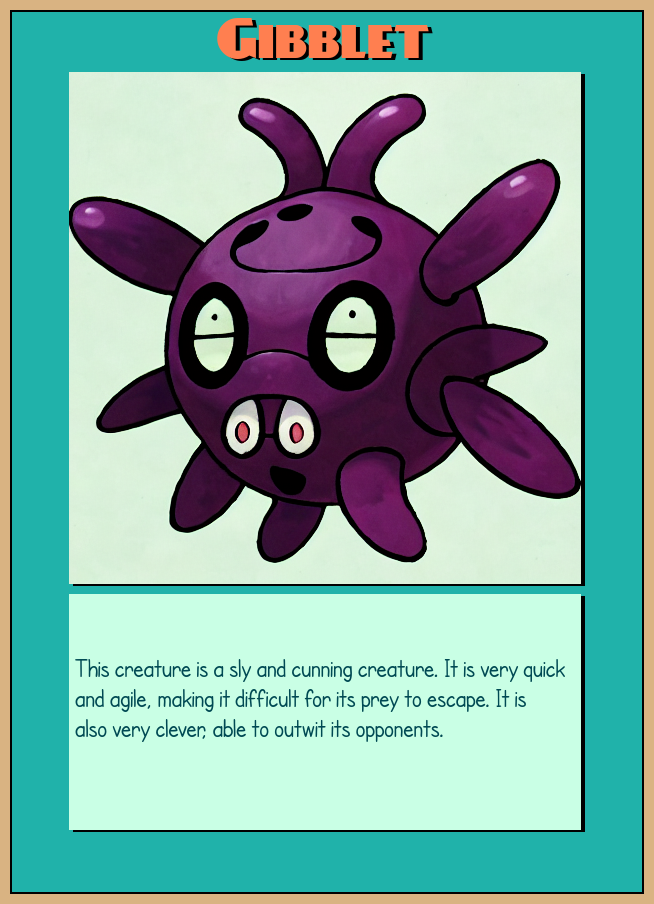 Gibblet
This creature is a sly and cunning creature. It is very quick
and agile, making it difficult for its prey to escape. It is
also very clever, able to outwit its opponents.